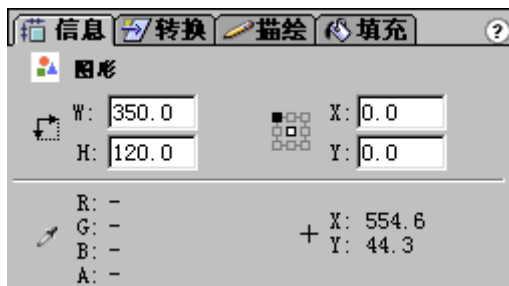 信息 转换 描绘 填充 ?
图形
W: 350.0 X: 0.0
H: 120.0 Y: 0.0
R: -
G: - X: 554.6
B: - Y: 44.3
A: -